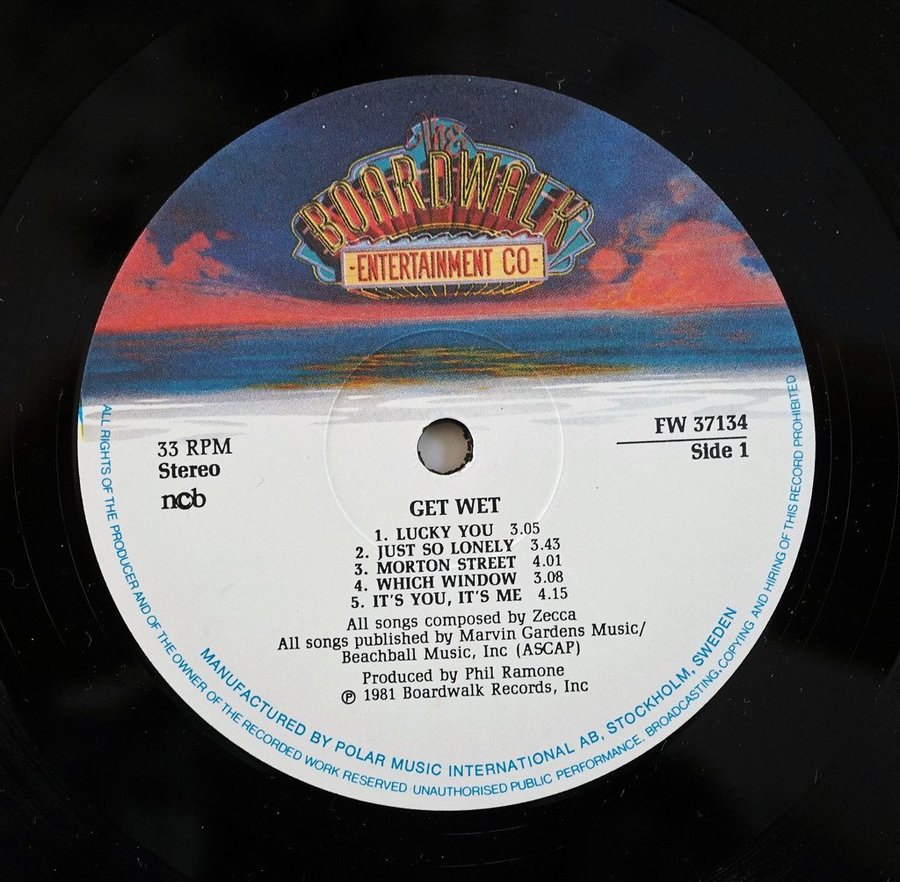 The
BOARDWALK
-ENTERTAINMENT CO-
33 RPM
Stereo
ncb
FW 37134
Side 1
GET WET
1. LUCKY YOU 3.05
2. JUST SO LONELY 3.43
3. MORTON STREET 4.01
4. WHICH WINDOW 3.08
5. IT'S YOU, IT'S ME 4.15
All songs composed by Zecca
All songs published by Marvin Gardens Music/
Beachball Music, Inc (ASCAP)
Produced by Phil Ramone
℗ 1981 Boardwalk Records, Inc
MANUFACTURED BY POLAR MUSIC INTERNATIONAL AB, STOCKHOLM, SWEDEN
ALL RIGHTS OF THE PRODUCER AND OF THE OWNER OF THE RECORDED WORK RESERVED · UNAUTHORISED PUBLIC PERFORMANCE, BROADCASTING, COPYING AND HIRING OF THIS RECORD PROHIBITED